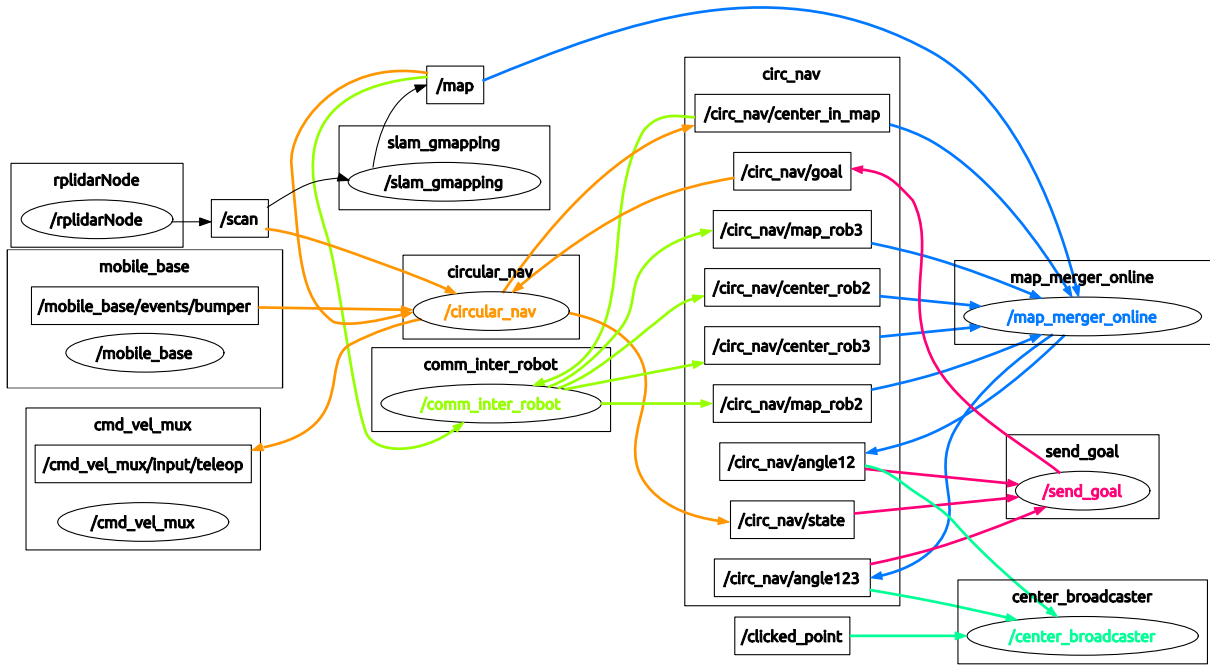 rplidarNode
/rplidarNode
/scan
mobile_base
/mobile_base/events/bumper
/mobile_base
cmd_vel_mux
/cmd_vel_mux/input/teleop
/cmd_vel_mux
/map
slam_gmapping
/slam_gmapping
circular_nav
/circular_nav
comm_inter_robot
/comm_inter_robot
circ_nav
/circ_nav/center_in_map
/circ_nav/goal
/circ_nav/map_rob3
/circ_nav/center_rob2
/circ_nav/center_rob3
/circ_nav/map_rob2
/circ_nav/angle12
/circ_nav/state
/circ_nav/angle123
/clicked_point
map_merger_online
/map_merger_online
send_goal
/send_goal
center_broadcaster
/center_broadcaster